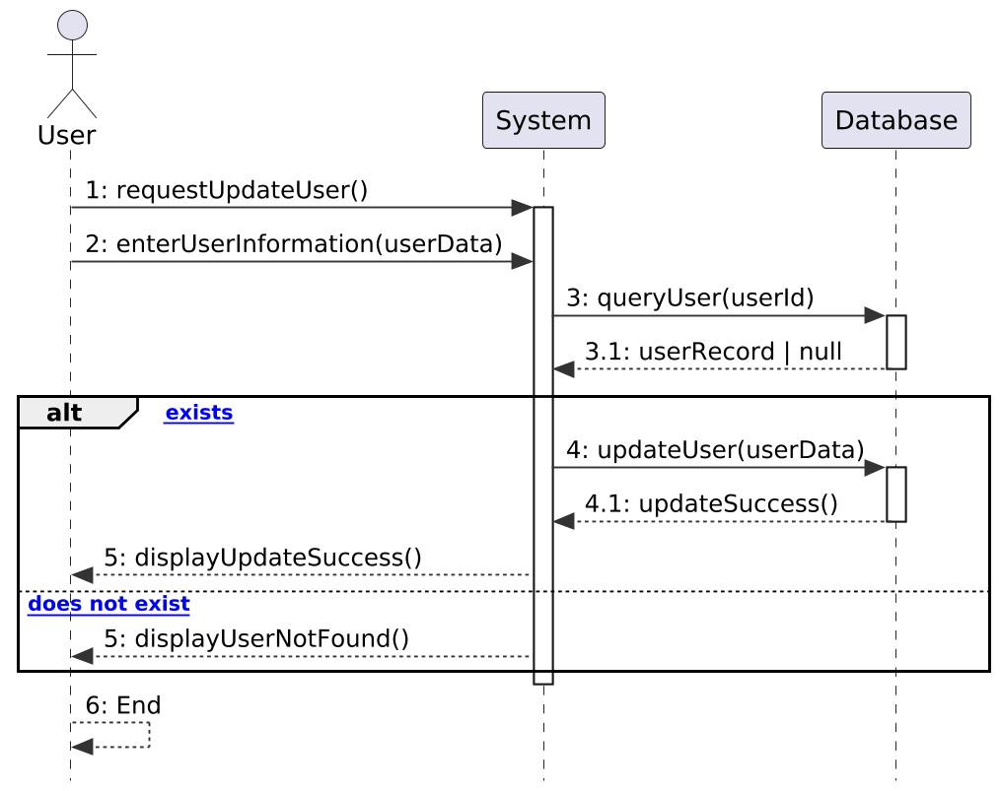 User
System
Database
1: requestUpdateUser()
2: enterUserInformation(userData)
3: queryUser(userId)
3.1: userRecord | null
alt
exists
4: updateUser(userData)
4.1: updateSuccess()
5: displayUpdateSuccess()
does not exist
5: displayUserNotFound()
6: End